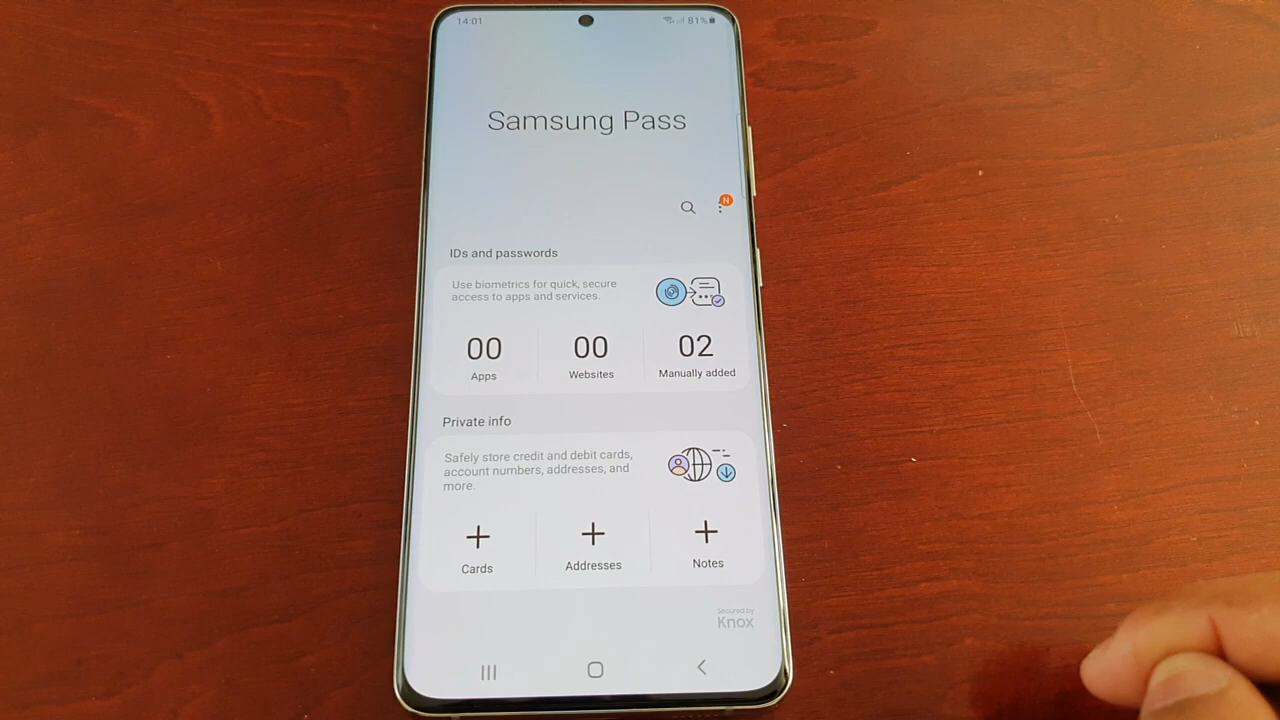 14:01
81%
Samsung Pass
N
IDs and passwords
Use biometrics for quick, secure
access to apps and services.
00
00
02
Apps
Websites
Manually added
Private info
Safely store credit and debit cards,
account numbers, addresses, and
more.
Cards
Addresses
Notes
Secured by
Knox